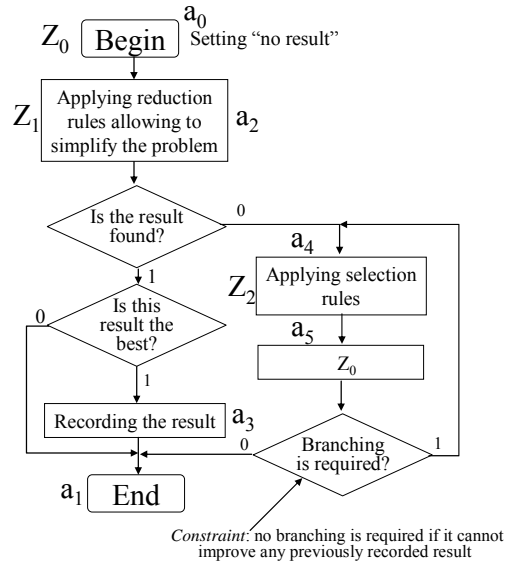 a0
Z0 Begin Setting “no result”
Z1 Applying reduction
rules allowing to
simplify the problem
a2
Is the result
found?
0
1
a4
Z2 Applying selection
rules
Is this
result the
best?
0
1
a5
Z0
Recording the result a3
Branching
is required?
0
1
a1 End
Constraint: no branching is required if it cannot
improve any previously recorded result